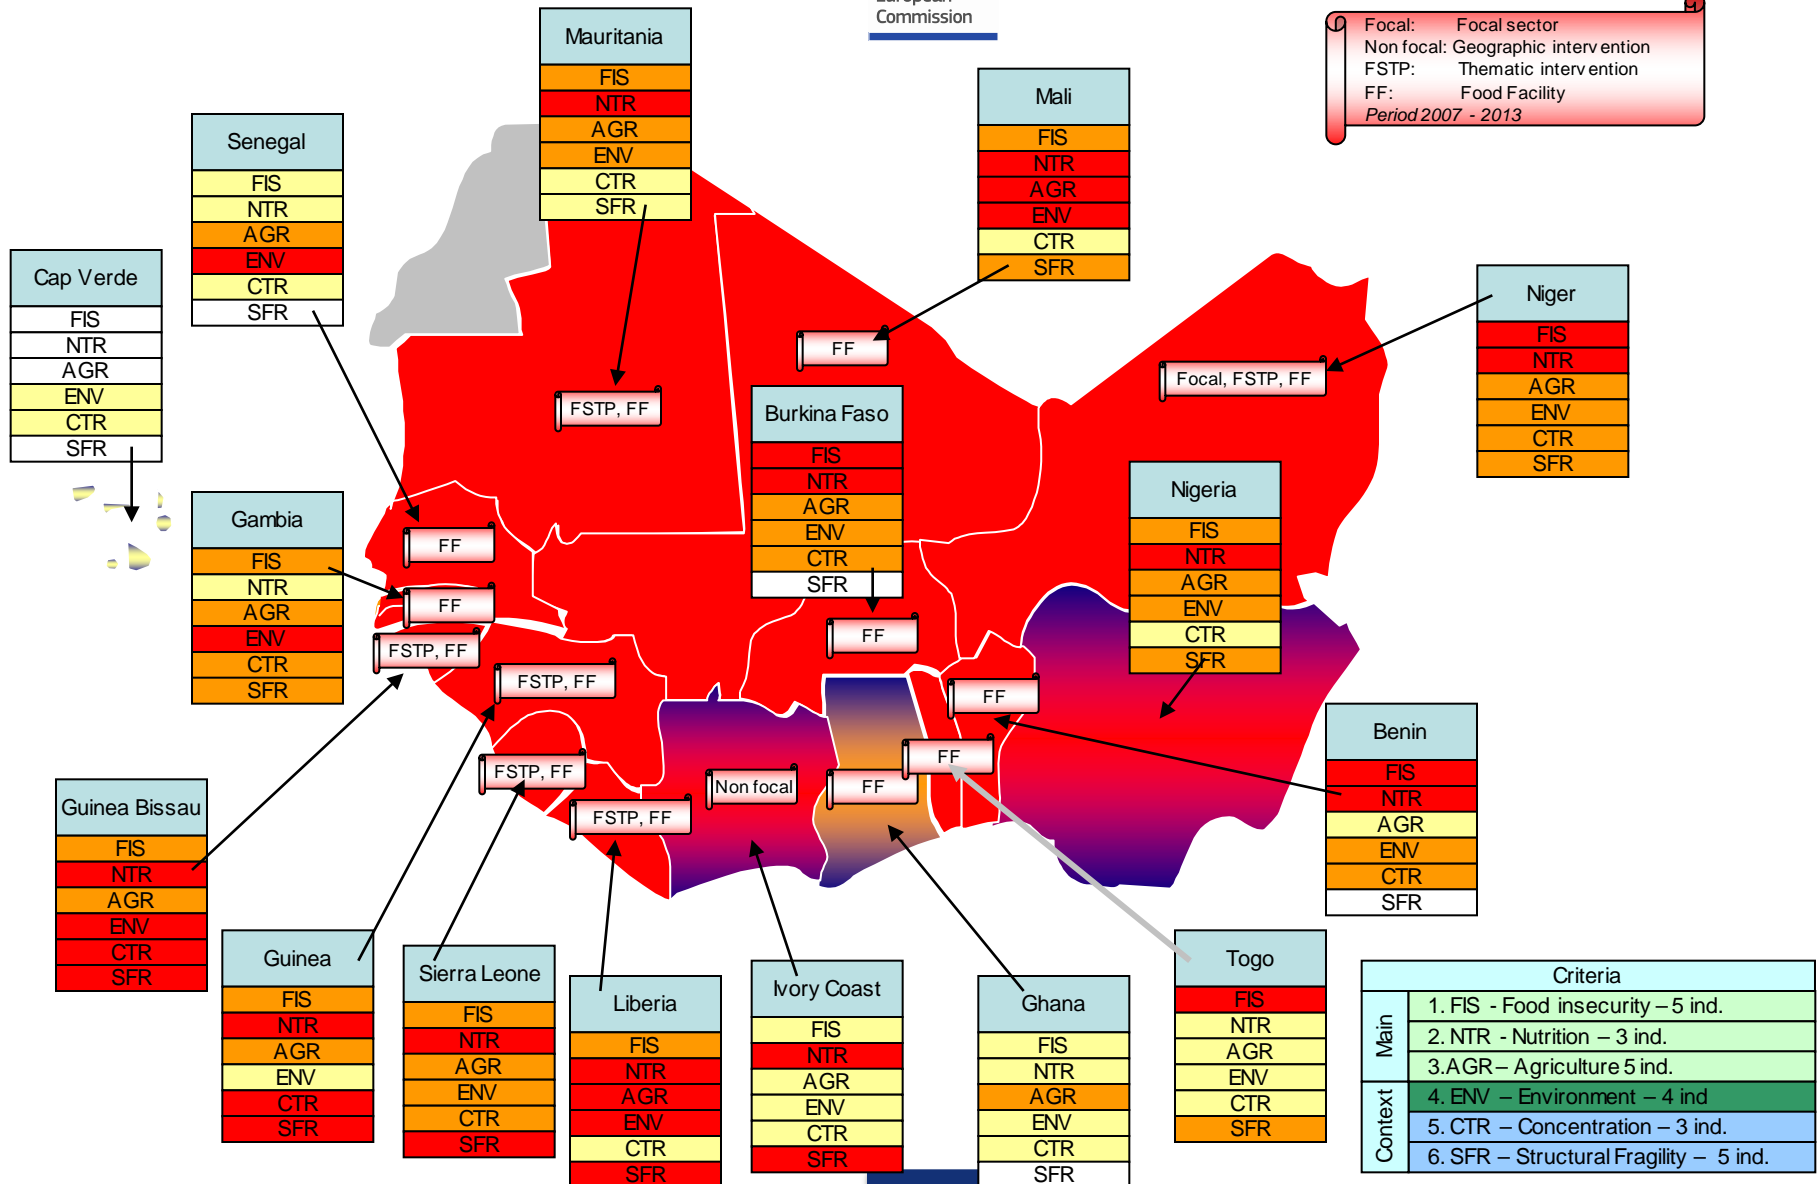 European
Commission
Focal: Focal sector
Non focal: Geographic intervention
FSTP: Thematic intervention
FF: Food Facility
Period 2007 - 2013
Mauritania
FIS
NTR
AGR
ENV
CTR
SFR
Mali
FIS
NTR
AGR
ENV
CTR
SFR
Senegal
FIS
NTR
AGR
ENV
CTR
SFR
Cap Verde
FIS
NTR
AGR
ENV
CTR
SFR
Niger
FIS
NTR
AGR
ENV
CTR
SFR
FF
Focal, FSTP, FF
FSTP, FF
Burkina Faso
FIS
NTR
AGR
ENV
CTR
SFR
Nigeria
FIS
NTR
AGR
ENV
CTR
SFR
Gambia
FIS
NTR
AGR
ENV
CTR
SFR
FF
FF
FF
FSTP, FF
FSTP, FF
FF
FF
FSTP, FF
Non focal
FF
FSTP, FF
Benin
FIS
NTR
AGR
ENV
CTR
SFR
Guinea Bissau
FIS
NTR
AGR
ENV
CTR
SFR
Guinea
FIS
NTR
AGR
ENV
CTR
SFR
Sierra Leone
FIS
NTR
AGR
ENV
CTR
SFR
Liberia
FIS
NTR
AGR
ENV
CTR
SFR
Ivory Coast
FIS
NTR
AGR
ENV
CTR
SFR
Ghana
FIS
NTR
AGR
ENV
CTR
SFR
Togo
FIS
NTR
AGR
ENV
CTR
SFR
Criteria
Main
1. FIS - Food insecurity – 5 ind.
2. NTR - Nutrition – 3 ind.
3.AGR – Agriculture 5 ind.
Context
4. ENV – Environment – 4 ind
5. CTR – Concentration – 3 ind.
6. SFR – Structural Fragility – 5 ind.